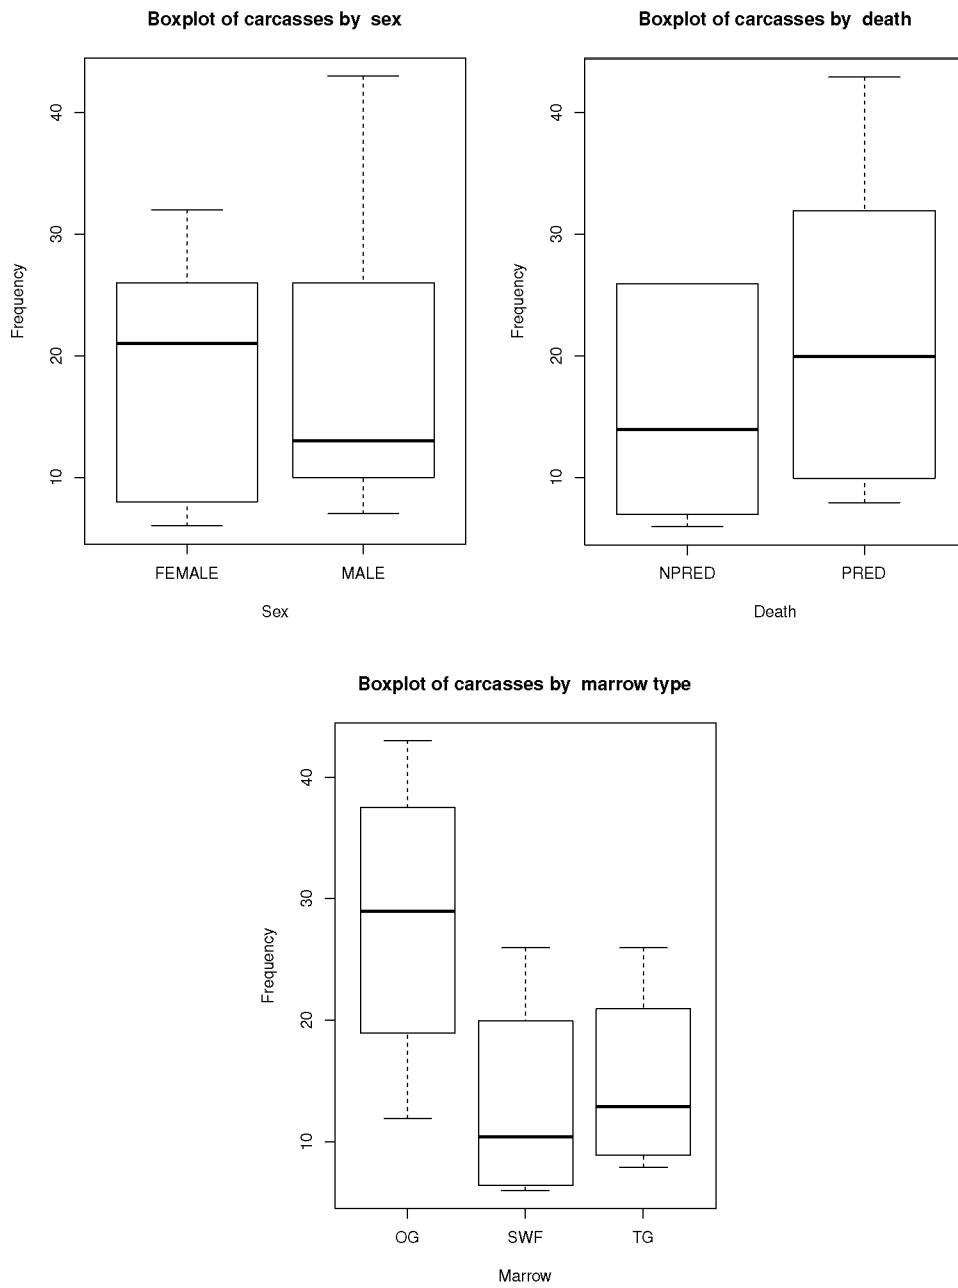 Boxplot of carcasses by  sex
Frequency
40
30
20
10
FEMALE MALE
Sex
Boxplot of carcasses by  death
Frequency
40
30
20
10
NPRED PRED
Death
Boxplot of carcasses by  marrow type
Frequency
40
30
20
10
OG SWF TG
Marrow